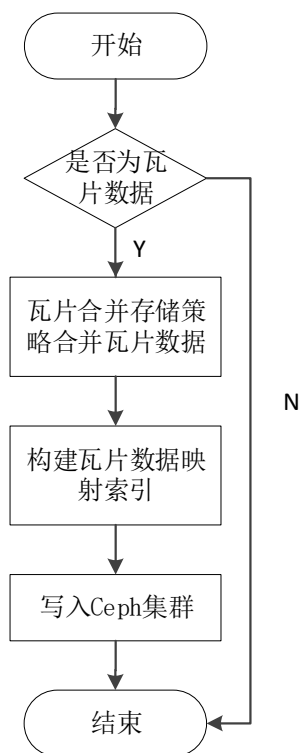 开始
是否为瓦
片数据
Y
瓦片合并存储策
略合并瓦片数据
N
构建瓦片数据映
射索引
写入Ceph集群
结束